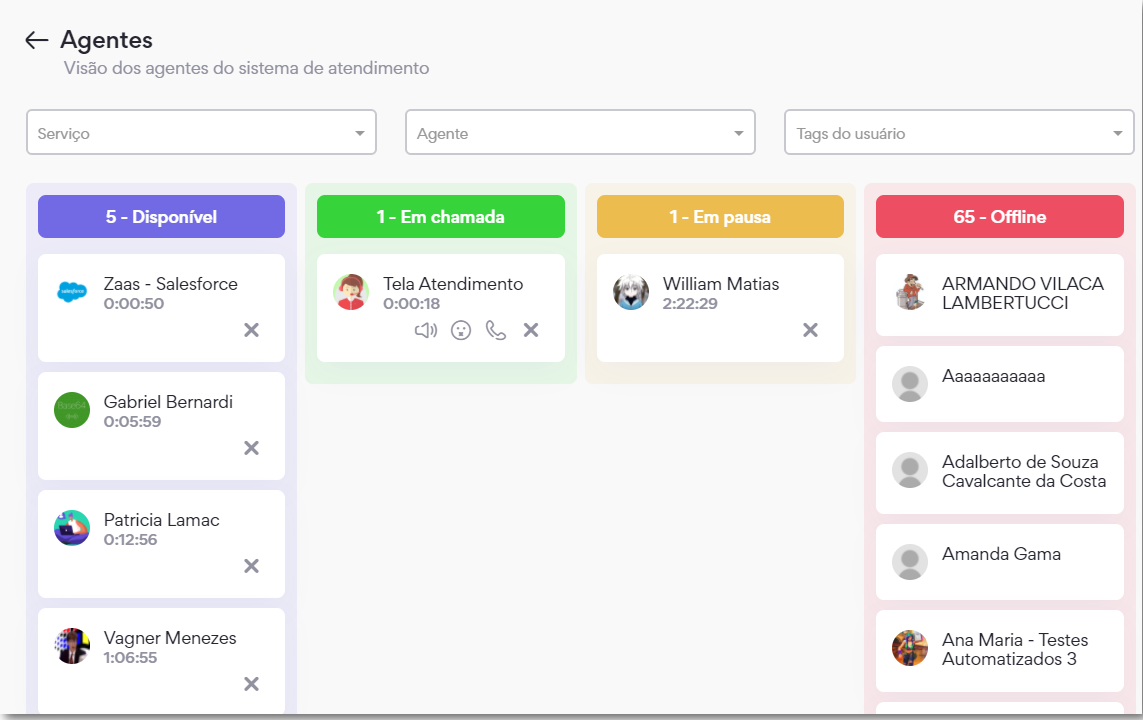 Agentes
Visão dos agentes do sistema de atendimento
Serviço
Agente
Tags do usuário
5 - Disponível
1 - Em chamada
1 - Em pausa
65 - Offline
salesforce
Zaas - Salesforce
0:00:50
Tela Atendimento
0:00:18
William Matias
2:22:29
ARMANDO VILACA
LAMBERTUCCI
Aaaaaaaaaaa
Base64
Gabriel Bernardi
0:05:59
Adalberto de Souza
Cavalcante da Costa
Patricia Lamac
0:12:56
Amanda Gama
Vagner Menezes
1:06:55
Ana Maria - Testes
Automatizados 3